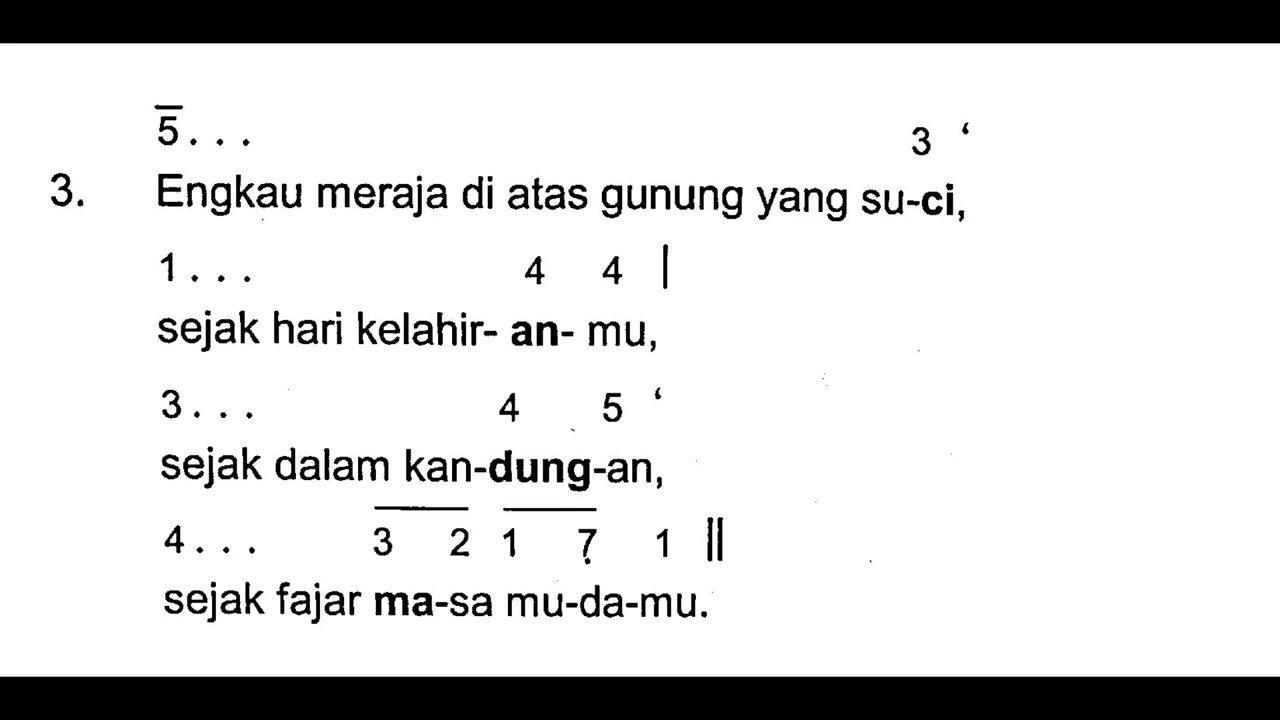 5 . . . 3 ‘
3. Engkau meraja di atas gunung yang su-ci,
1 . . . 4 4 |
sejak hari kelahir- an- mu,
3 . . . 4 5 ‘
sejak dalam kan-dung-an,
4 . . . 3 2 1 7̣ 1 ||
sejak fajar ma-sa mu-da-mu.